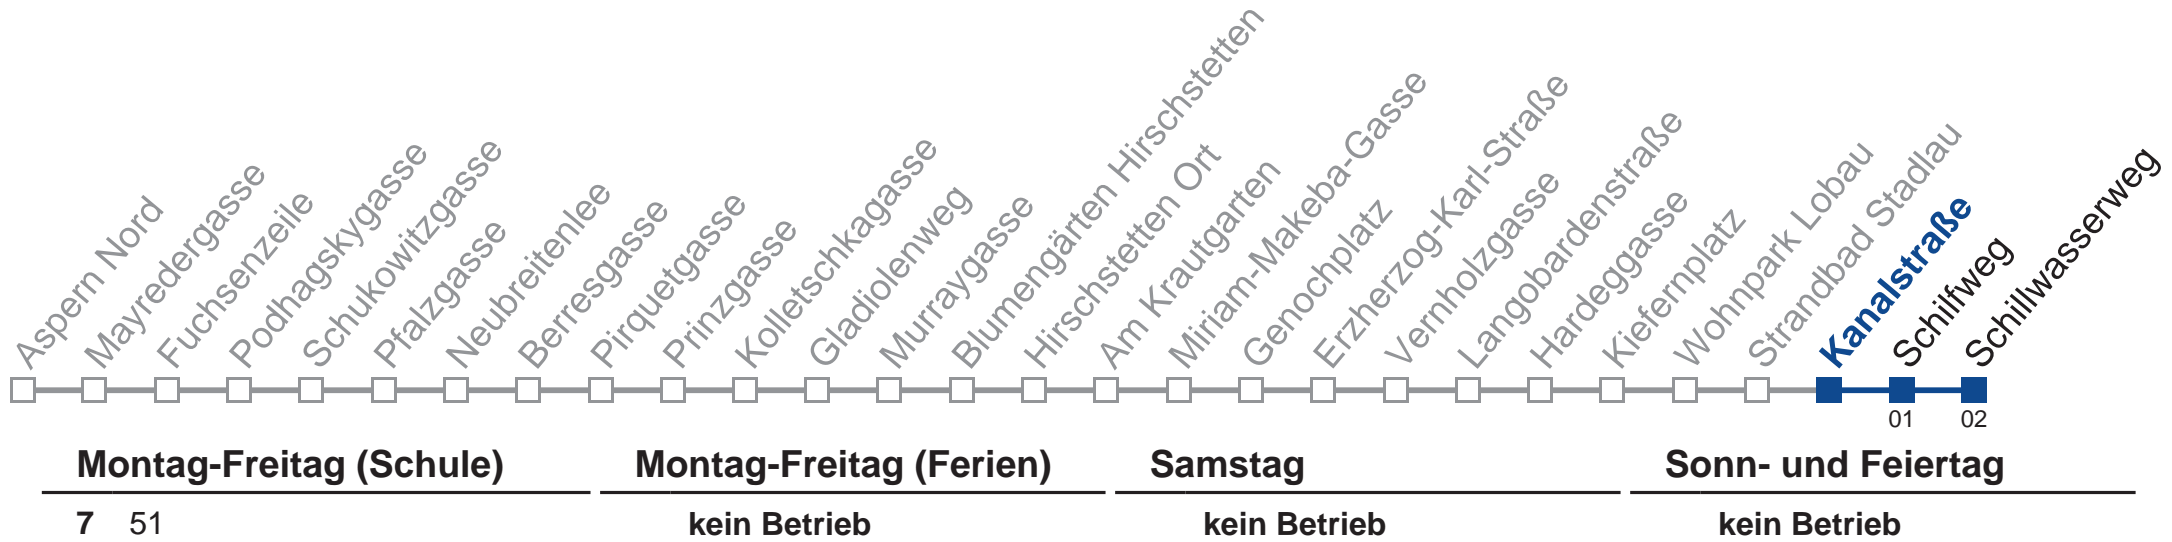 Aspern Nord
Mayredergasse
Fuchsenzeile
Podhagskygasse
Schukowitzgasse
Pfalzgasse
Neubreitenlee
Berresgasse
Pirquetgasse
Prinzgasse
Kolletschkagasse
Gladiolenweg
Murraygasse
Blumengärten Hirschstetten
Hirschstetten Ort
Am Krautgarten
Miriam-Makeba-Gasse
Genochplatz
Erzherzog-Karl-Straße
Vernholzgasse
Langobardenstraße
Hardeggasse
Kiefernplatz
Wohnpark Lobau
Strandbad Stadlau
Kanalstraße
Schilfweg
Schillwasserweg
01 02
Montag-Freitag (Schule) Montag-Freitag (Ferien) Samstag Sonn- und Feiertag
7 51 kein Betrieb kein Betrieb kein Betrieb